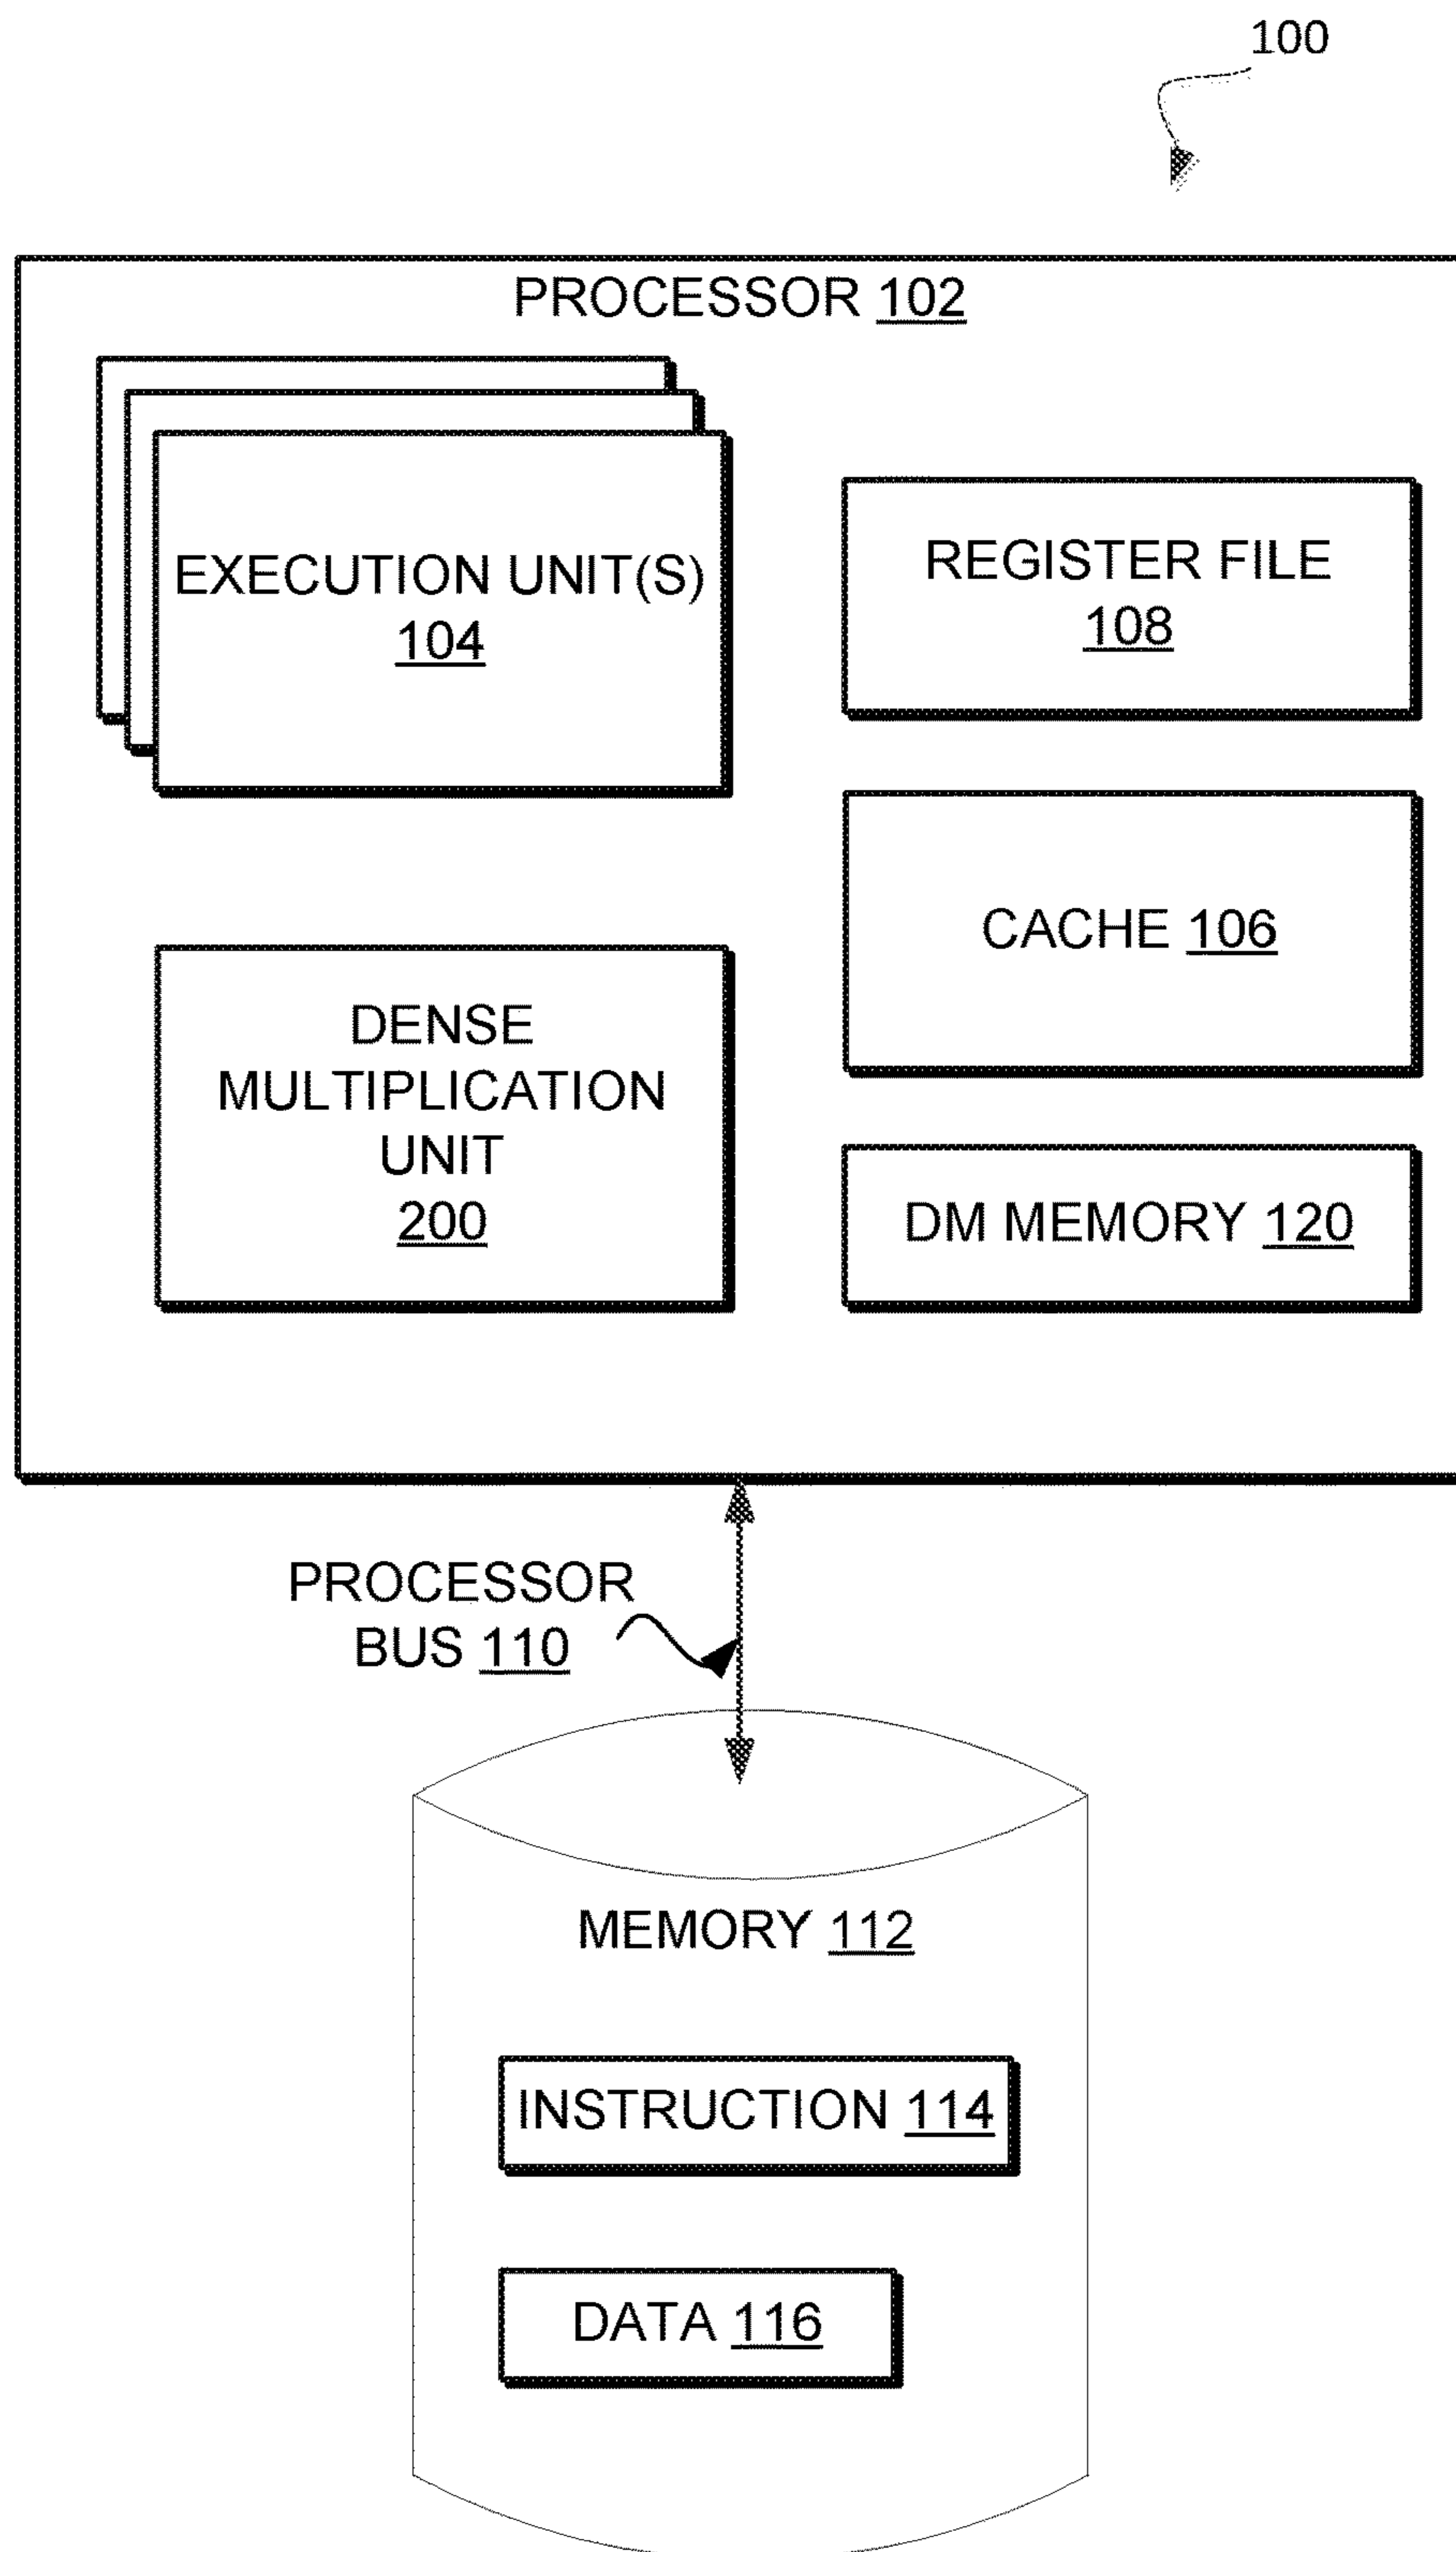 100
PROCESSOR 102
EXECUTION UNIT(S)
104
REGISTER FILE
108
CACHE 106
DENSE
MULTIPLICATION
UNIT
200
DM MEMORY 120
PROCESSOR
BUS 110
MEMORY 112
INSTRUCTION 114
DATA 116